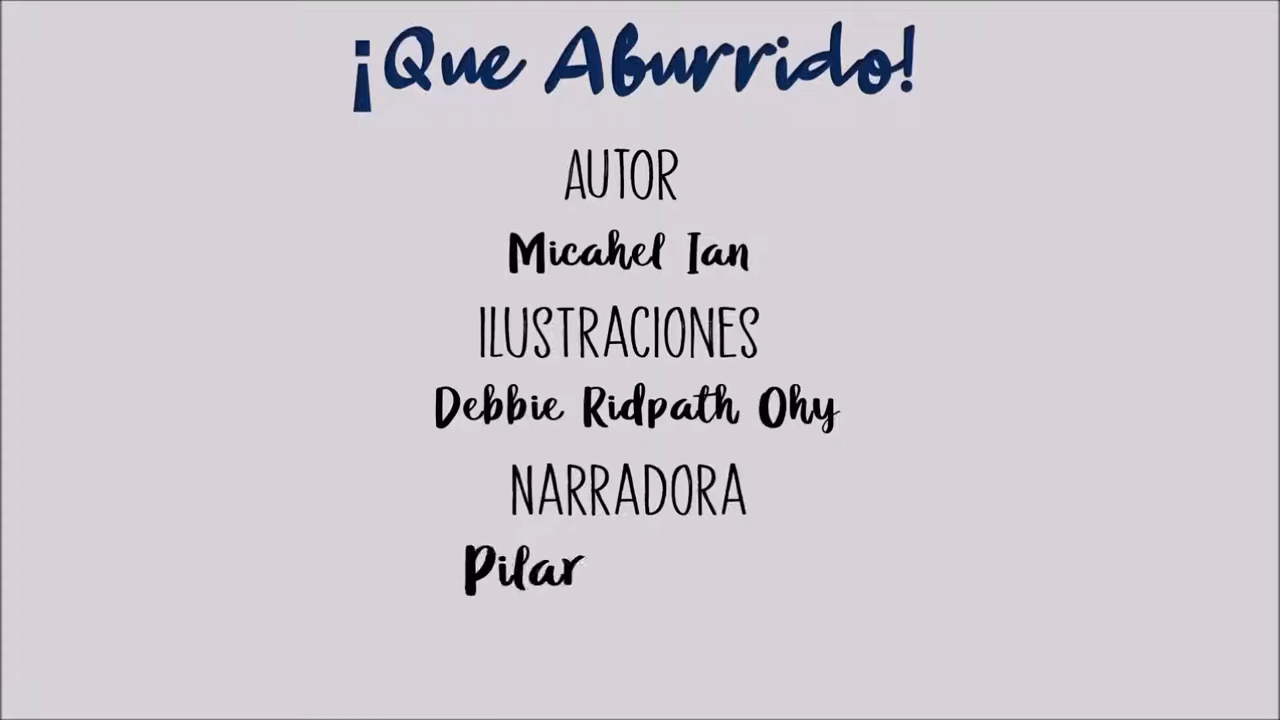 ¡Que Aburrido!
AUTOR
Micahel Ian
ILUSTRACIONES
Debbie Ridpath Ohy
NARRADORA
Pilar